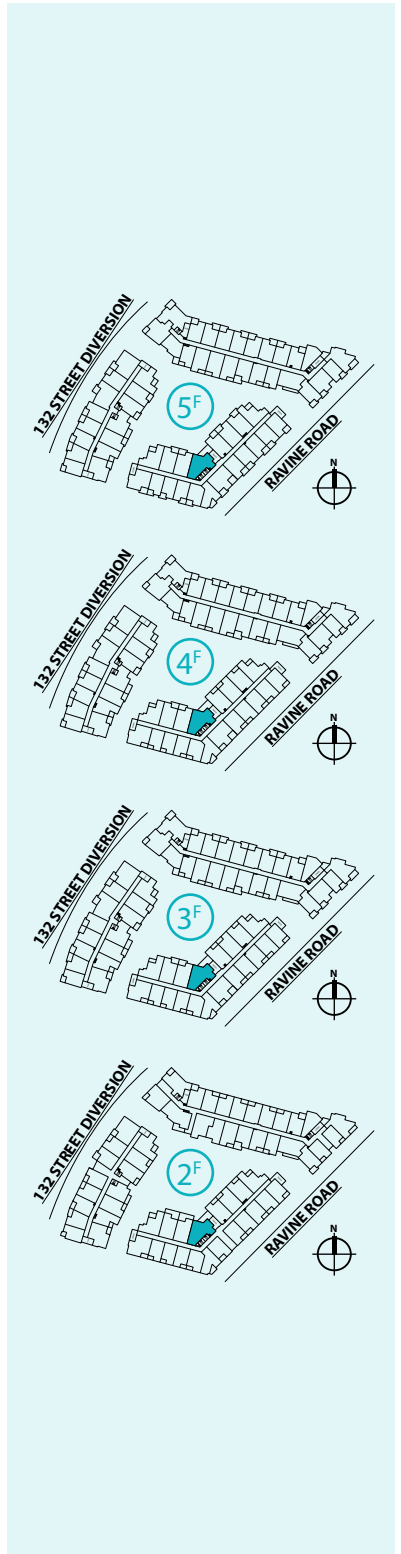 132 STREET DIVERSION
5F
RAVINE ROAD
N
132 STREET DIVERSION
4F
RAVINE ROAD
N
132 STREET DIVERSION
3F
RAVINE ROAD
N
132 STREET DIVERSION
2F
RAVINE ROAD
N